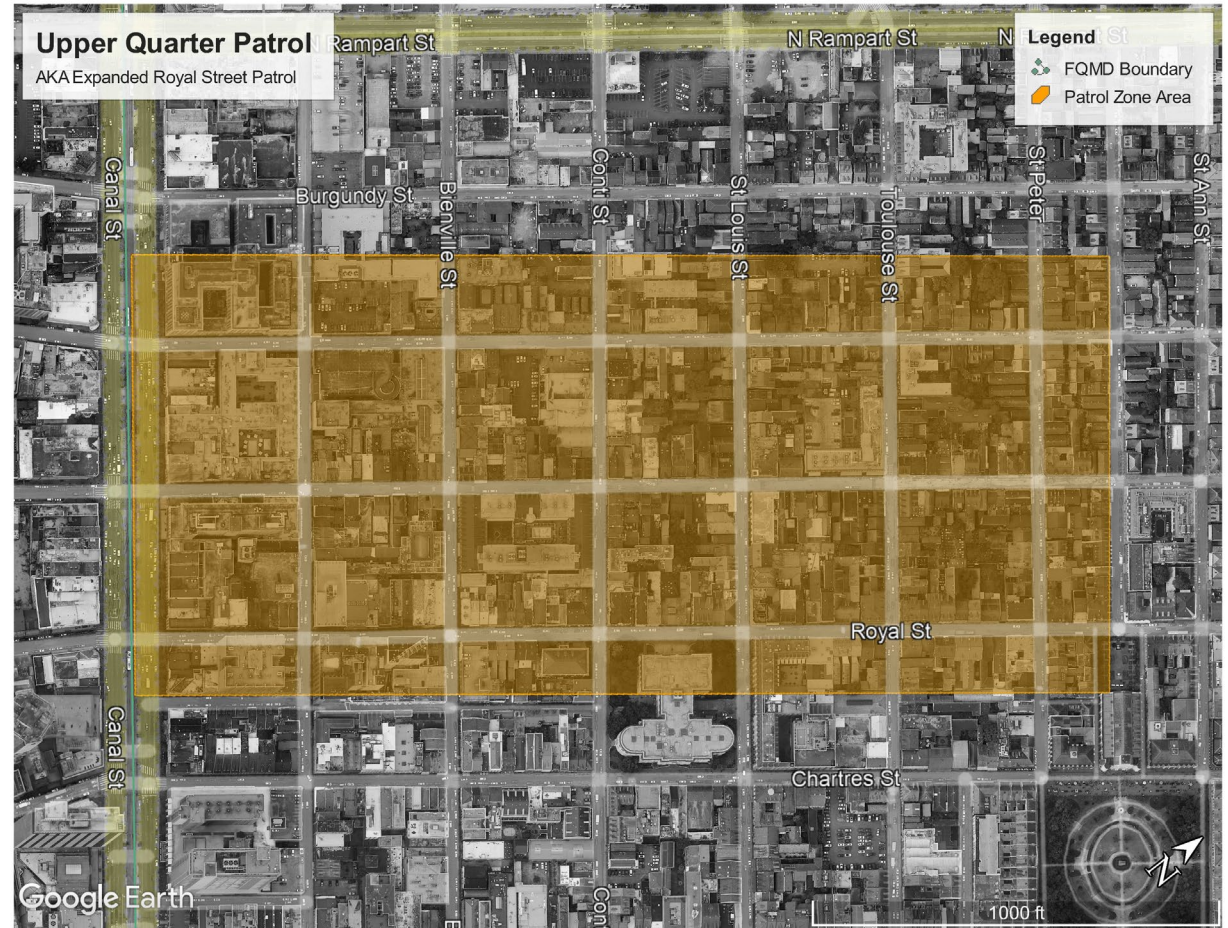 Upper Quarter Patrol
AKA Expanded Royal Street Patrol
Rampart St
N Rampart St
N
St
Legend
FQMD Boundary
Patrol Zone Area
Canal St
Burgundy St
Bienville St
Conti St
St Louis St
Toulouse St
St Peter
St Ann St
Royal St
Canal St
Chartres St
Con
Google Earth
1000 ft
N